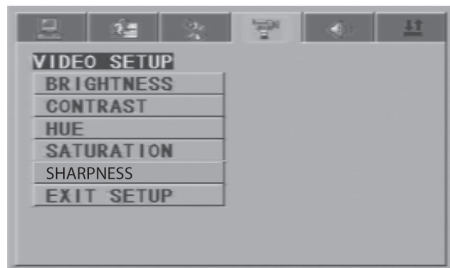 VIDEO SETUP
BRIGHTNESS
CONTRAST
HUE
SATURATION
SHARPNESS
EXIT SETUP